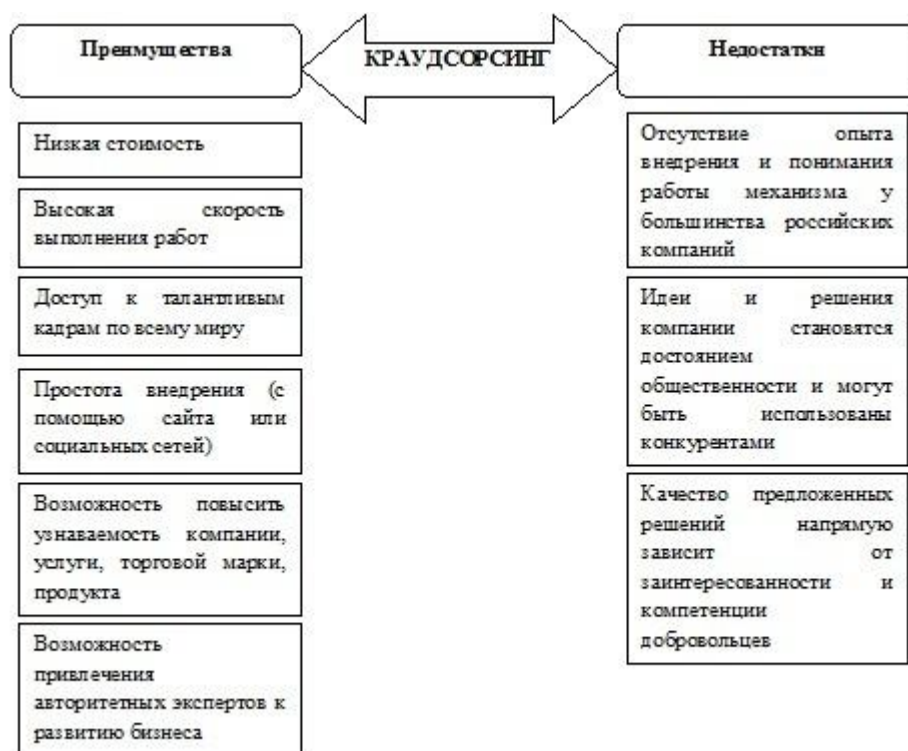 Преимущества
КРАУДСОРСИНГ
Недостатки
Низкая стоимость
Высокая скорость
выполнения работ
Доступ к талантливым
кадрам по всему миру
Простота внедрения (с
помощью сайта или
социальных сетей)
Возможность повысить
узнаваемость компании,
услуги, торговой марки,
продукта
Возможность
привлечения
авторитетных экспертов к
развитию бизнеса
Отсутствие опыта
внедрения и понимания
работы механизма у
большинства российских
компаний
Идеи и решения
компании становятся
достоянием
общественности и могут
быть использованы
конкурентами
Качество предложенных
решений напрямую
зависит от
заинтересованности и
компетенции
добровольцев